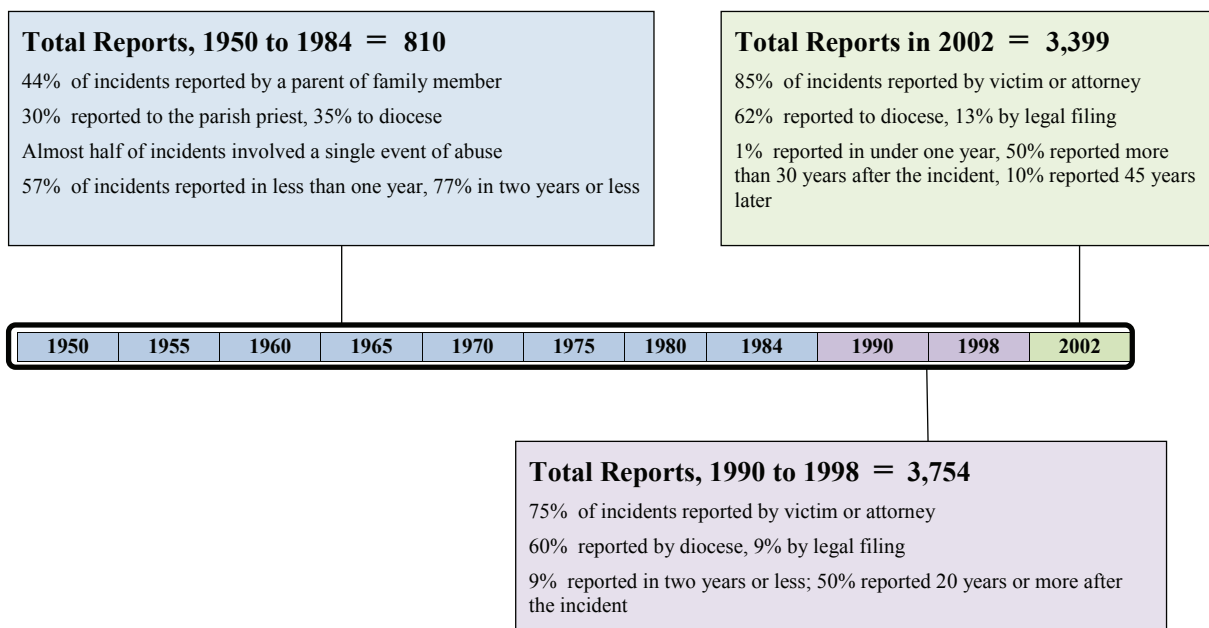 Total Reports, 1950 to 1984 = 810
44% of incidents reported by a parent of family member
30% reported to the parish priest, 35% to diocese
Almost half of incidents involved a single event of abuse
57% of incidents reported in less than one year, 77% in two years or less
Total Reports in 2002 = 3,399
85% of incidents reported by victim or attorney
62% reported to diocese, 13% by legal filing
1% reported in under one year, 50% reported more
than 30 years after the incident, 10% reported 45 years
later
1950 1955 1960 1965 1970 1975 1980 1984 1990 1998 2002
Total Reports, 1990 to 1998 = 3,754
75% of incidents reported by victim or attorney
60% reported by diocese, 9% by legal filing
9% reported in two years or less; 50% reported 20 years or more after
the incident